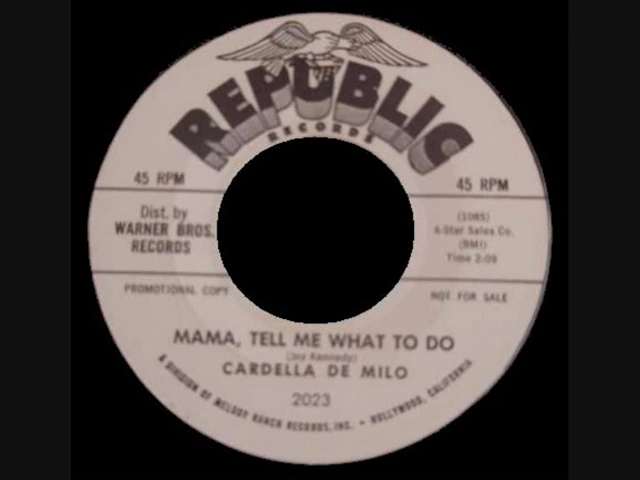 REPUBLIC
RECORDS
45 RPM
45 RPM
Dist. by
WARNER BROS.
RECORDS
(1085)
4-Star Sales Co.
(BMI)
Time 2:09
PROMOTIONAL COPY
NOT FOR SALE
MAMA, TELL ME WHAT TO DO
(Joy Kennedy)
CARDELLA DE MILO
2023
A DIVISION OF MELODY RANCH RECORDS, INC. • HOLLYWOOD, CALIFORNIA